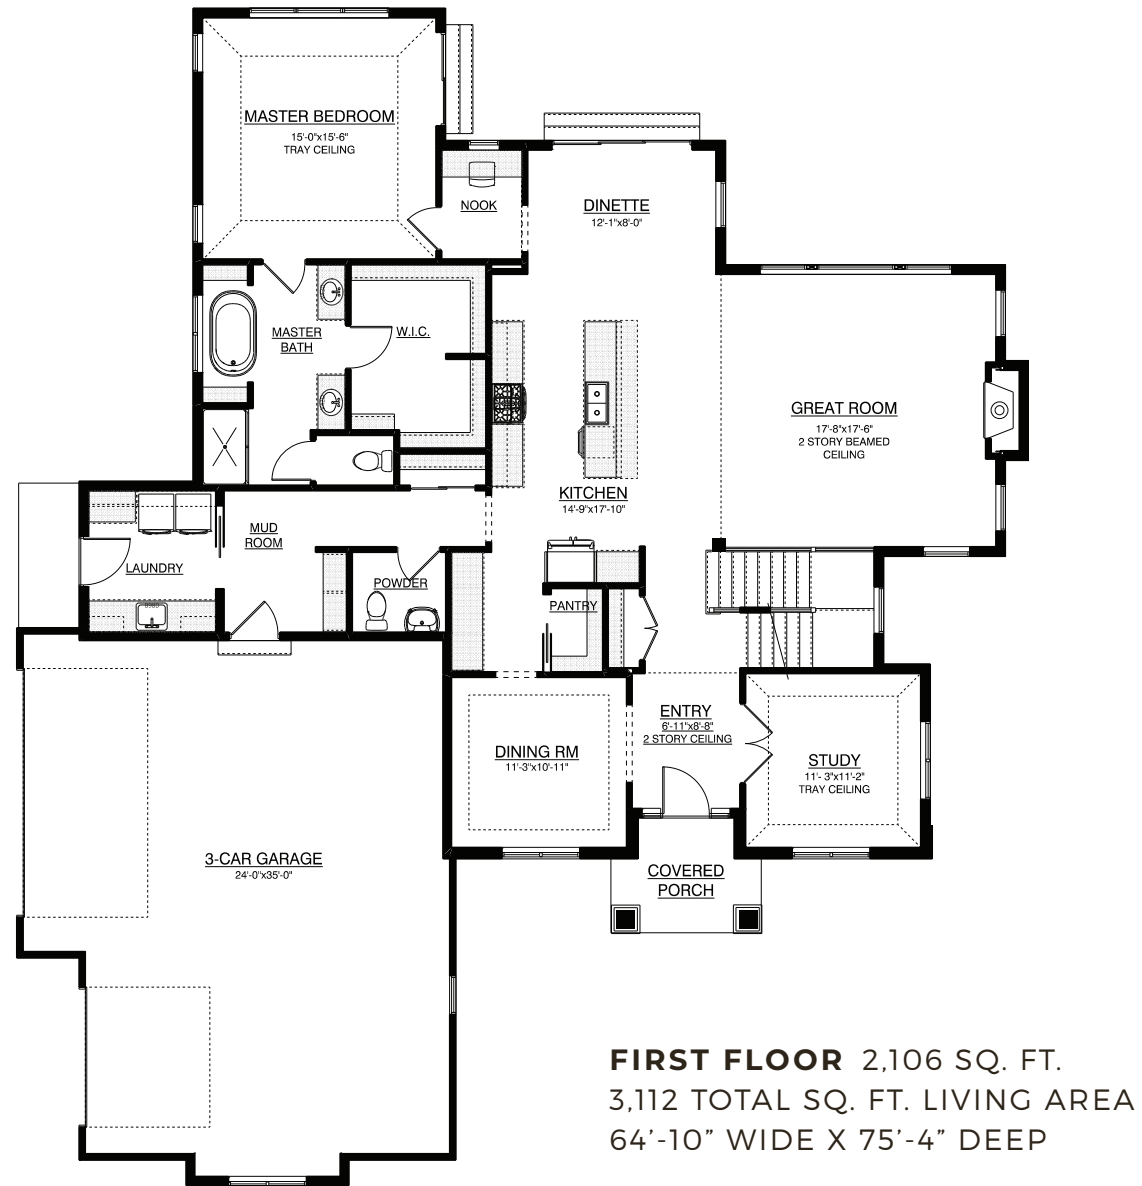 MASTER BEDROOM
15'-0"x15'-6"
TRAY CEILING
NOOK
DINETTE
12'-1"x8'-0"
MASTER
BATH
W.I.C.
GREAT ROOM
17'-8"x17'-6"
2 STORY BEAMED
CEILING
KITCHEN
14'-9"x17'-10"
MUD
ROOM
LAUNDRY
POWDER
PANTRY
ENTRY
6'-11"x8'-8"
2 STORY CEILING
DINING RM
11'-3"x10'-11"
STUDY
11'- 3"x11'-2"
TRAY CEILING
3-CAR GARAGE
24'-0"x35'-0"
COVERED
PORCH
FIRST FLOOR 2,106 SQ. FT.
3,112 TOTAL SQ. FT. LIVING AREA
64’-10” WIDE X 75’-4” DEEP